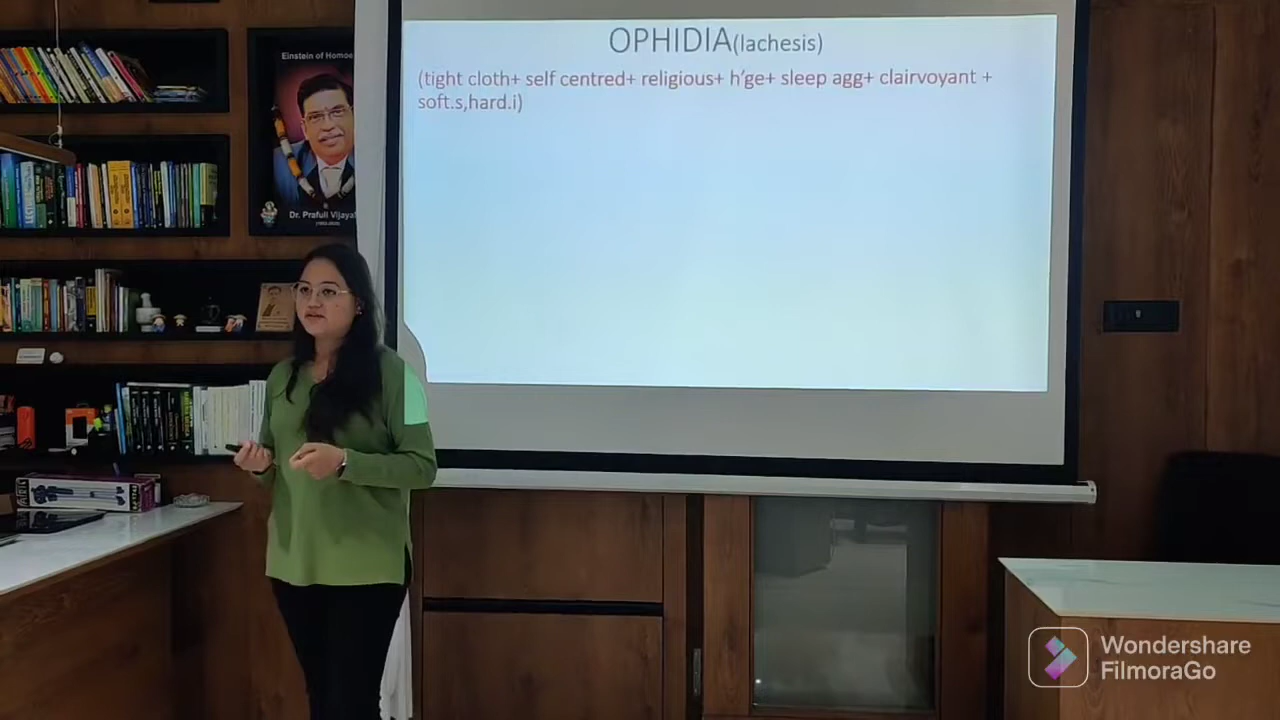 OPHIDIA(lachesis)
(tight cloth+ self centred+ religious+ h'ge+ sleep agg+ clairvoyant +
soft.s,hard.i)
Einstein of Homoe
Dr. Prafull Vijaya
Wondershare
FilmoraGo